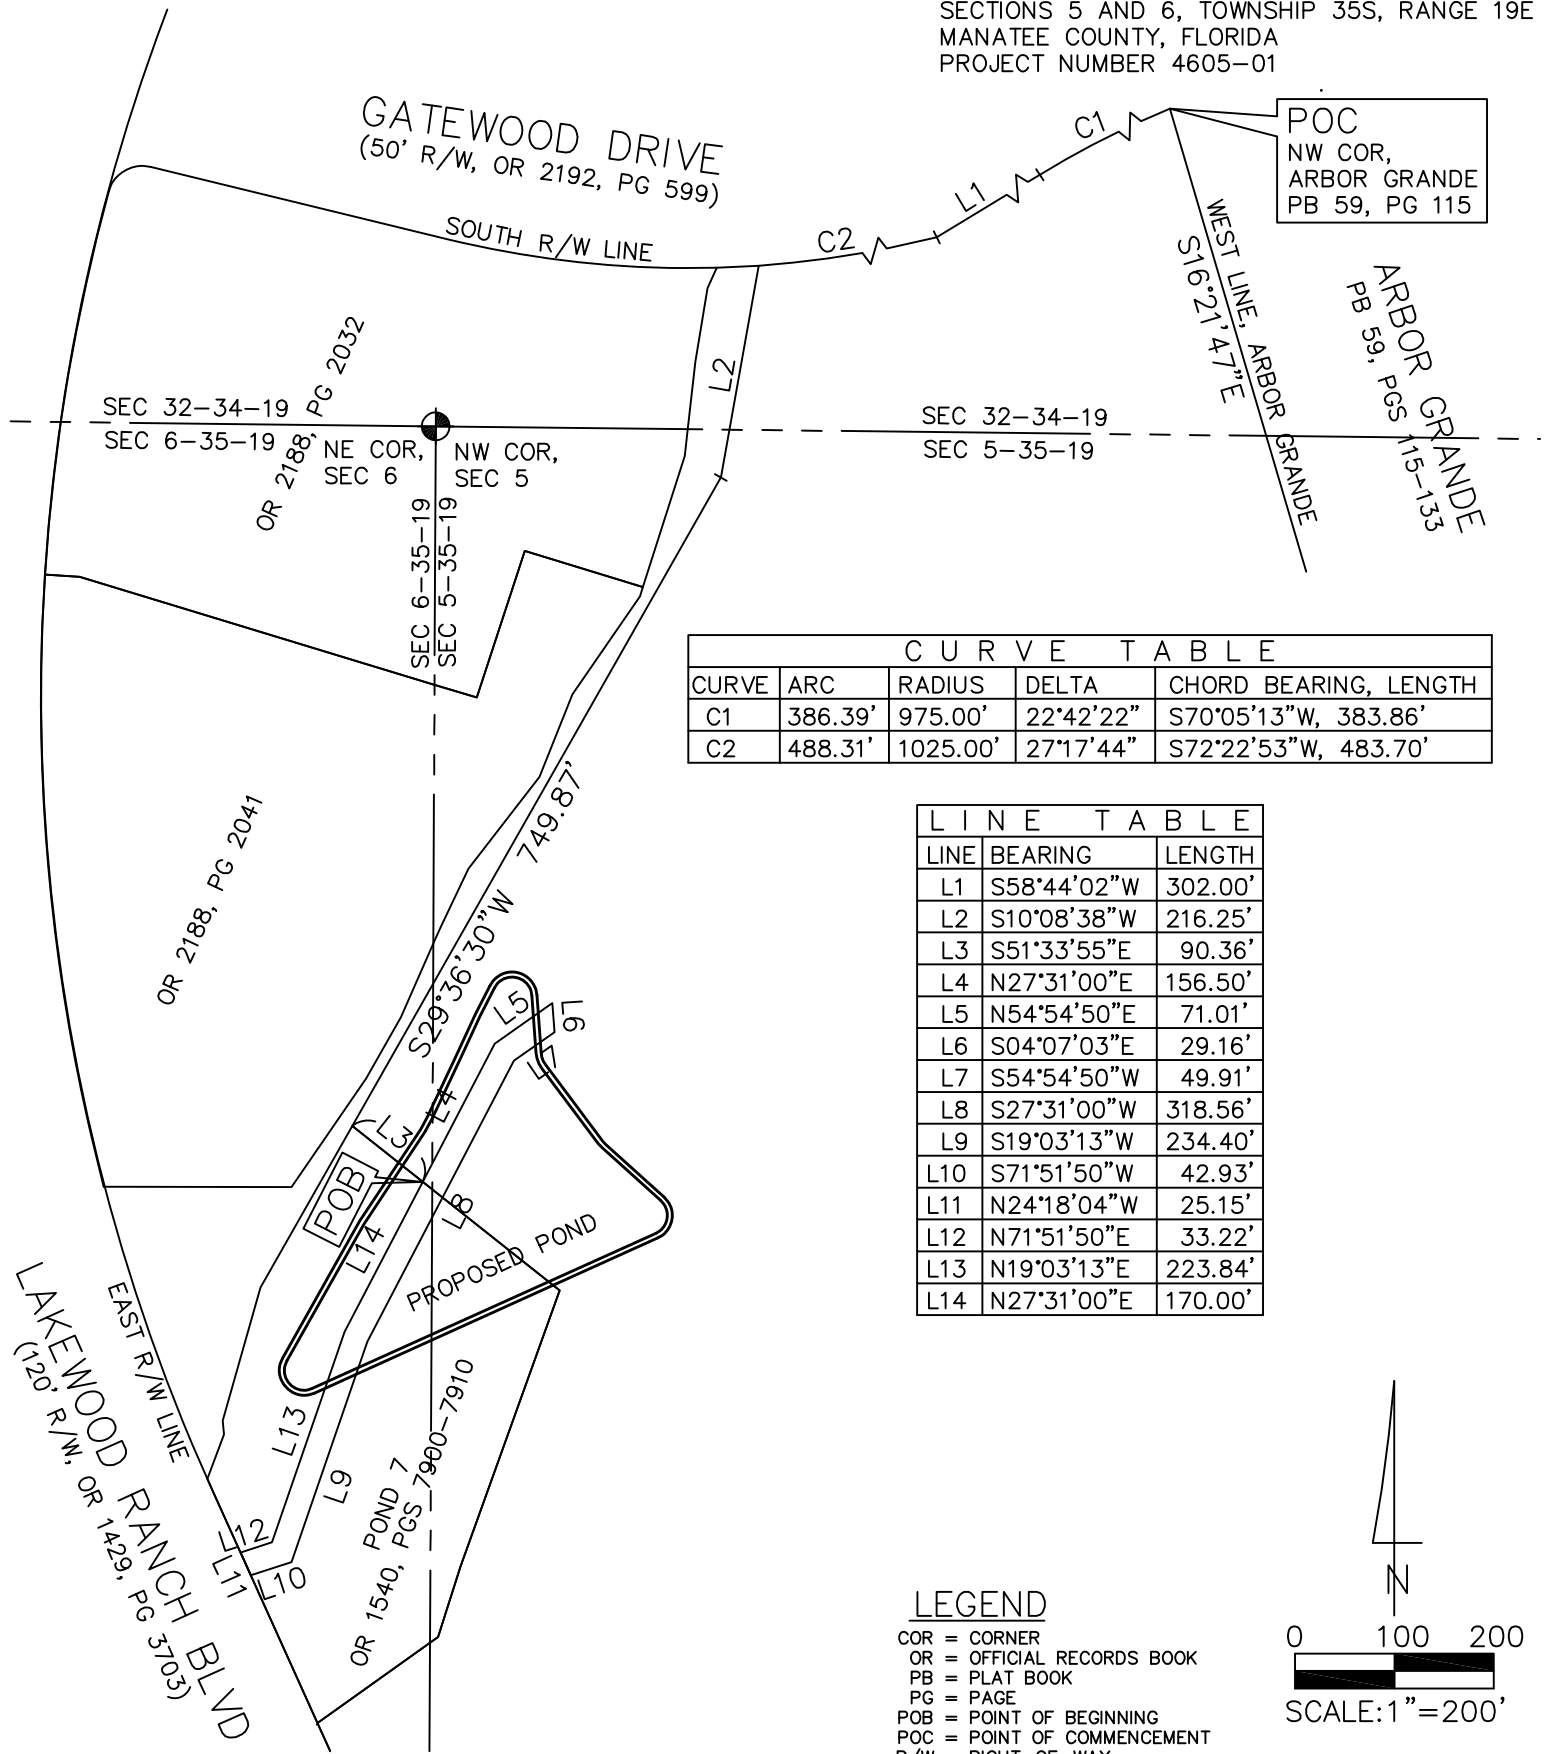 SECTIONS 5 AND 6, TOWNSHIP 35S, RANGE 19E
MANATEE COUNTY, FLORIDA
PROJECT NUMBER 4605-01
GATEWOOD DRIVE
(50' R/W, OR 2192, PG 599)
SOUTH R/W LINE
C2
L1
C1
POC
NW COR,
ARBOR GRANDE
PB 59, PG 115
WEST LINE, ARBOR GRANDE
S16°21'47"E
ARBOR GRANDE
PB 59, PGS 115-133
L2
OR 2188, PG 2032
SEC 32-34-19
SEC 6-35-19
NE COR,
SEC 6
NW COR,
SEC 5
SEC 32-34-19
SEC 5-35-19
SEC 6-35-19
SEC 5-35-19
CURVE TABLE
CURVE ARC RADIUS DELTA CHORD BEARING, LENGTH
C1 386.39' 975.00' 22°42'22" S70°05'13"W, 383.86'
C2 488.31' 1025.00' 27°17'44" S72°22'53"W, 483.70'
LINE TABLE
LINE BEARING LENGTH
L1 S58°44'02"W 302.00'
L2 S10°08'38"W 216.25'
L3 S51°33'55"E 90.36'
L4 N27°31'00"E 156.50'
L5 N54°54'50"E 71.01'
L6 S04°07'03"E 29.16'
L7 S54°54'50"W 49.91'
L8 S27°31'00"W 318.56'
L9 S19°03'13"W 234.40'
L10 S71°51'50"W 42.93'
L11 N24°18'04"W 25.15'
L12 N71°51'50"E 33.22'
L13 N19°03'13"E 223.84'
L14 N27°31'00"E 170.00'
OR 2188, PG 2041
S29°36'30"W 749.87'
L5
L6
L7
L4
L3
POB
L8
L14
PROPOSED POND
L13
L9
L12
L11
L10
POND 7
OR 1540, PGS 7900-7910
EAST R/W LINE
LAKEWOOD RANCH BLVD
(120' R/W, OR 1429, PG 3703)
N
LEGEND
COR = CORNER
OR = OFFICIAL RECORDS BOOK
PB = PLAT BOOK
PG = PAGE
POB = POINT OF BEGINNING
POC = POINT OF COMMENCEMENT
R/W = RIGHT OF WAY
0 100 200
SCALE:1"=200'